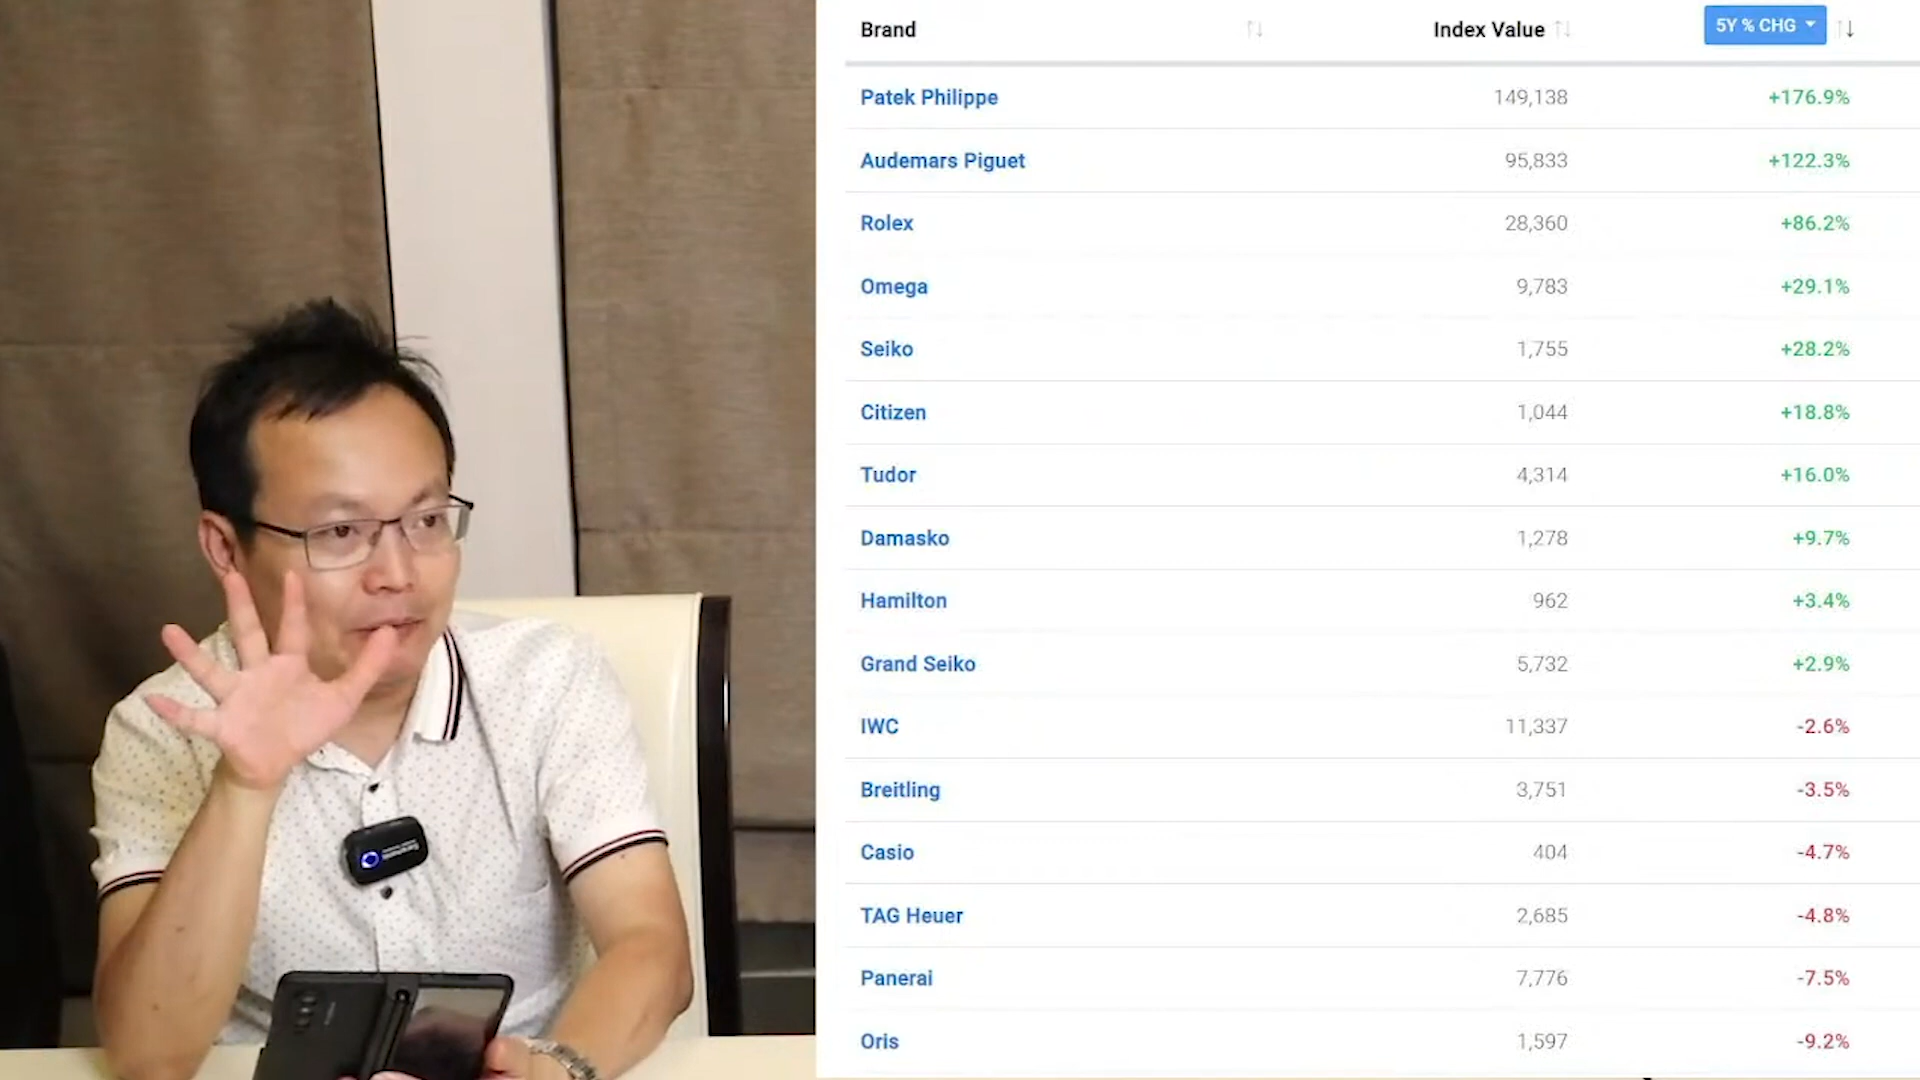 Brand Index Value 5Y % CHG
Patek Philippe 149,138 +176.9%
Audemars Piguet 95,833 +122.3%
Rolex 28,360 +86.2%
Omega 9,783 +29.1%
Seiko 1,755 +28.2%
Citizen 1,044 +18.8%
Tudor 4,314 +16.0%
Damasko 1,278 +9.7%
Hamilton 962 +3.4%
Grand Seiko 5,732 +2.9%
IWC 11,337 -2.6%
Breitling 3,751 -3.5%
Casio 404 -4.7%
TAG Heuer 2,685 -4.8%
Panerai 7,776 -7.5%
Oris 1,597 -9.2%